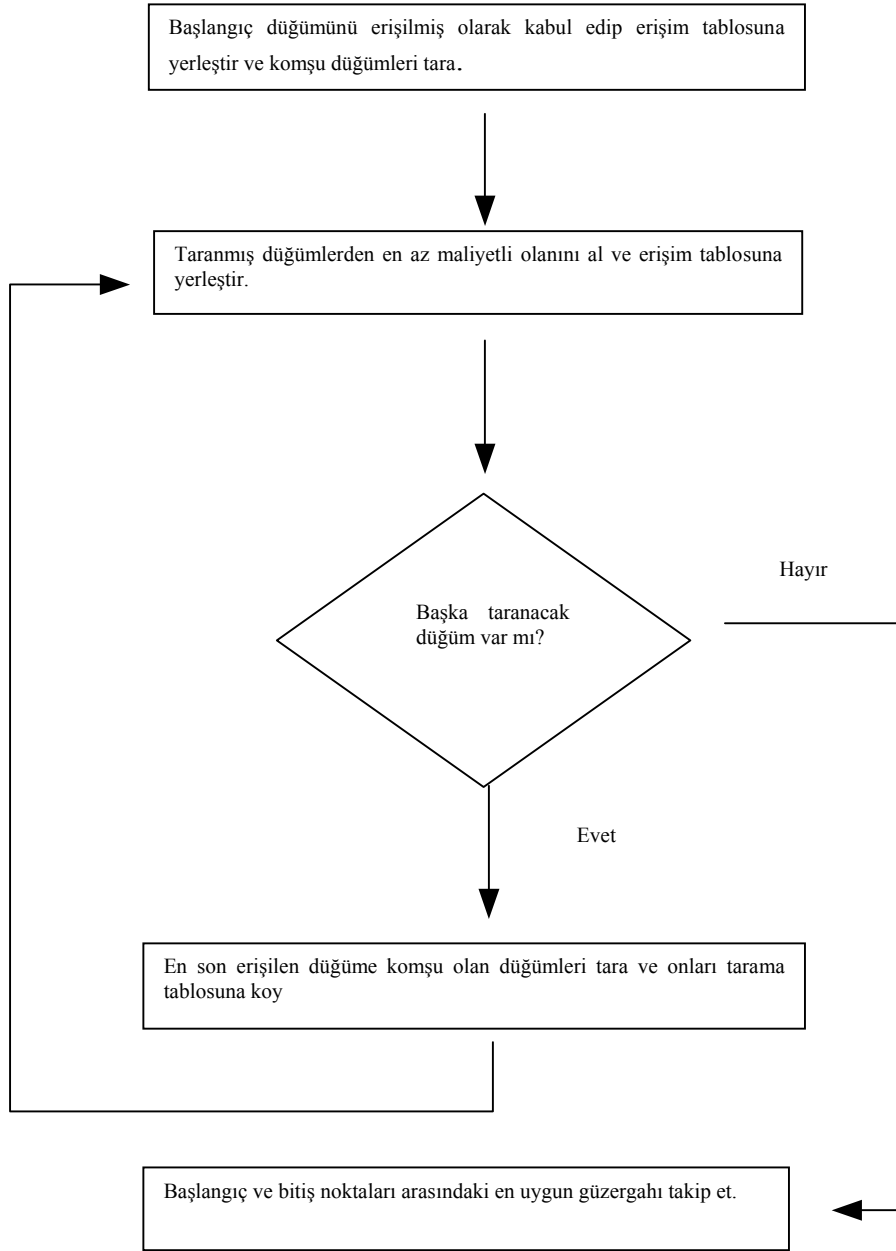 Başlangıç düğümünü erişilmiş olarak kabul edip erişim tablosuna
yerleştir ve komşu düğümleri tara.
Taranmış düğümlerden en az maliyetli olanını al ve erişim tablosuna
yerleştir.
Hayır
Başka taranacak
düğüm var mı?
Evet
En son erişilen düğüme komşu olan düğümleri tara ve onları tarama
tablosuna koy
Başlangıç ve bitiş noktaları arasındaki en uygun güzergahı takip et.